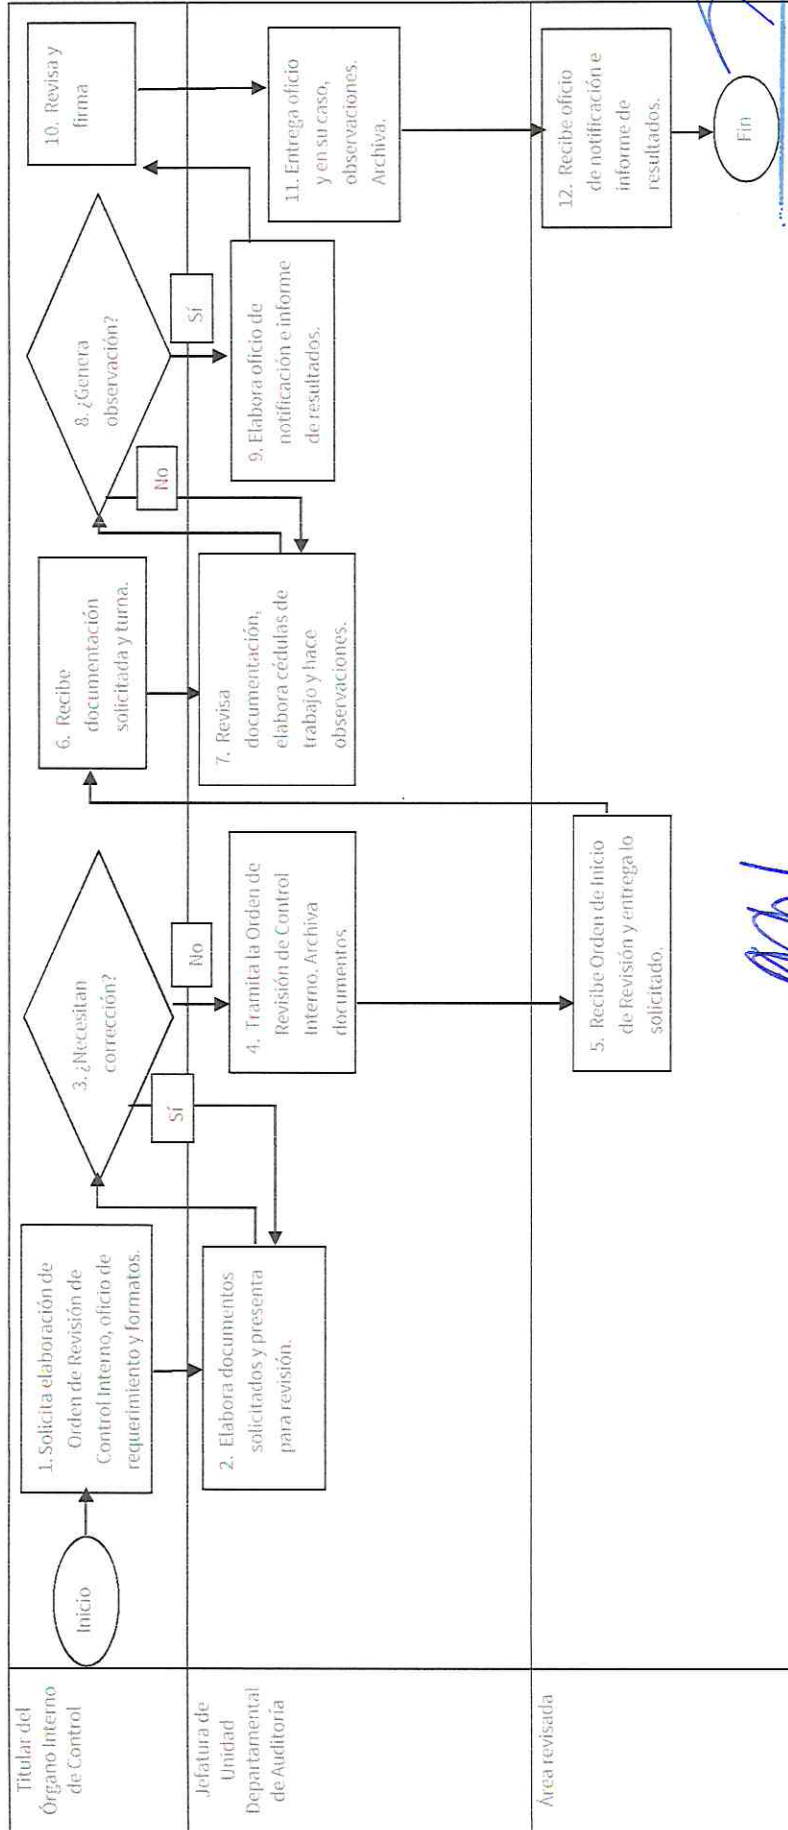 Titular del
Órgano Interno
de Control
Inicio
1. Solicita elaboración de
Orden de Revisión de
Control Interno, oficio de
requerimiento y formatos.
3. ¿Necesitan
corrección?
Sí
No
6. Recibe
documentación
solicitada y turna.
8. ¿Genera
observación?
No
Sí
10. Revisa y
firma
Jefatura de
Unidad
Departamental
de Auditoría
2. Elabora documentos
solicitados y presenta
para revisión.
4. Tramita la Orden de
Revisión de Control
Interno. Archiva
documentos
7. Revisa
documentación,
elabora cédulas de
trabajo y hace
observaciones.
9. Elabora oficio de
notificación e informe
de resultados.
11. Entrega oficio
y en su caso,
observaciones.
Archiva.
Área revisada
5. Recibe Orden de Inicio
de Revisión y entrega lo
solicitado.
12. Recibe oficio
de notificación e
informe de
resultados.
Fin